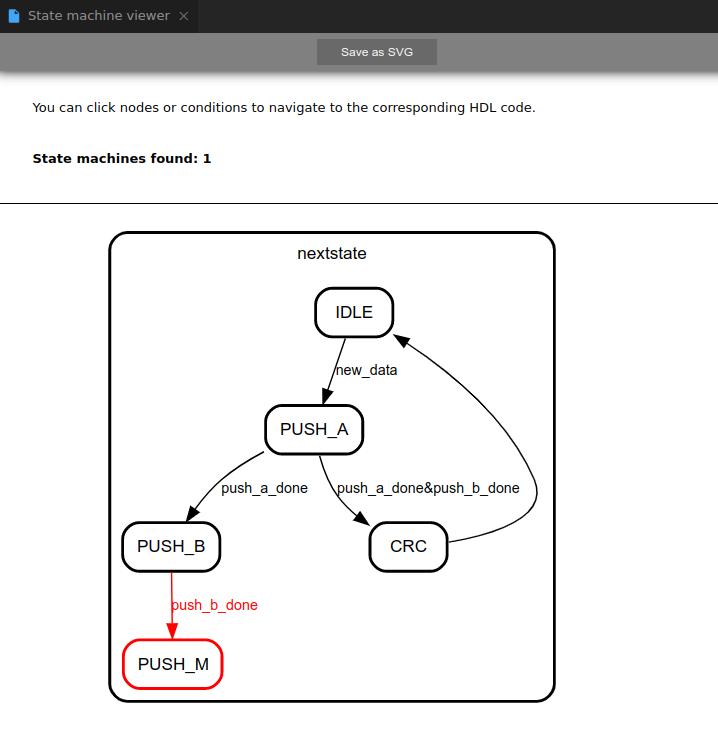 State machine viewer
Save as SVG
You can click nodes or conditions to navigate to the corresponding HDL code.
State machines found: 1
nextstate
IDLE
new_data
PUSH_A
push_a_done
push_a_done&push_b_done
PUSH_B
CRC
push_b_done
PUSH_M